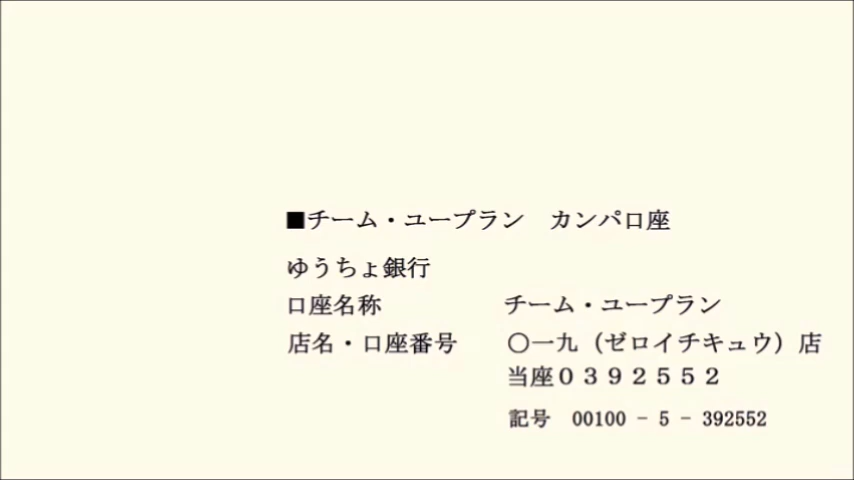 ■チーム・ユープラン　カンパ口座
ゆうちょ銀行
口座名称　チーム・ユープラン
店名・口座番号　〇一九（ゼロイチキュウ）店
当座０３９２５５２
記号　00100 − 5 − 392552